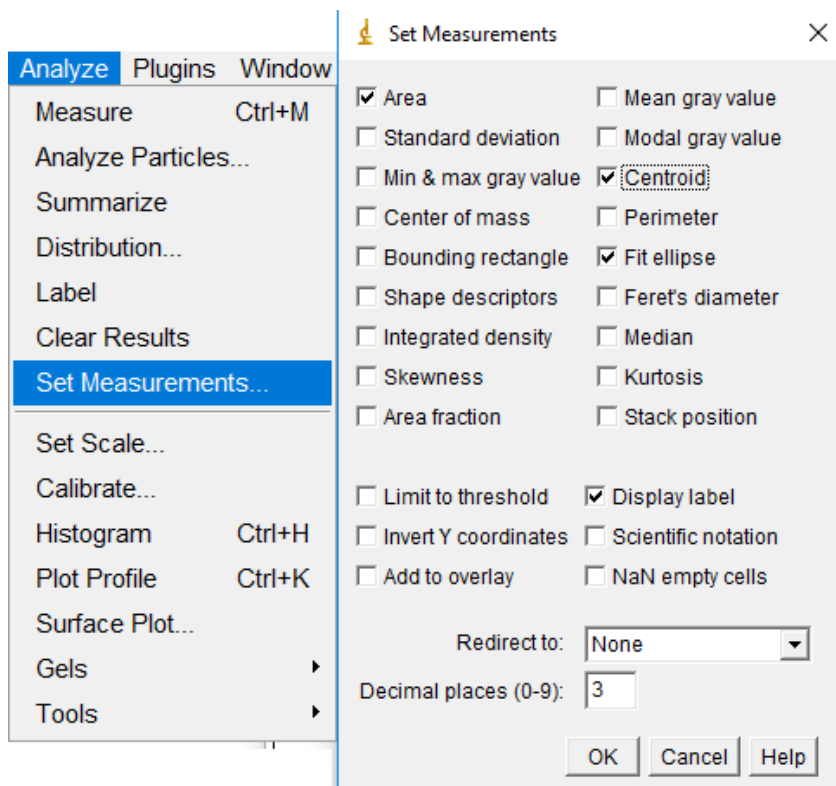 Analyze Plugins Window
Measure Ctrl+M
Analyze Particles...
Summarize
Distribution...
Label
Clear Results
Set Measurements...
Set Scale...
Calibrate...
Histogram Ctrl+H
Plot Profile Ctrl+K
Surface Plot...
Gels
Tools
Set Measurements
Area Mean gray value
Standard deviation Modal gray value
Min & max gray value Centroid
Center of mass Perimeter
Bounding rectangle Fit ellipse
Shape descriptors Feret's diameter
Integrated density Median
Skewness Kurtosis
Area fraction Stack position
Limit to threshold Display label
Invert Y coordinates Scientific notation
Add to overlay NaN empty cells
Redirect to: None
Decimal places (0-9): 3
OK Cancel Help